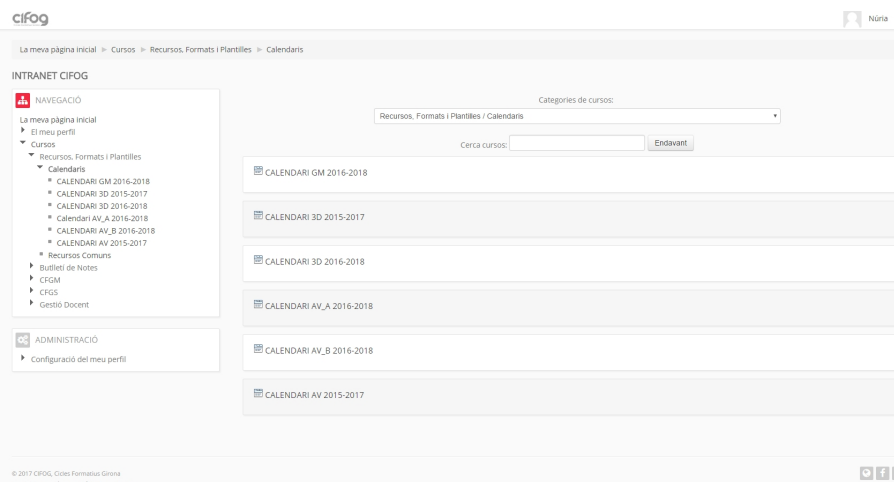 cifog
Núria
La meva pàgina inicial Cursos Recursos, Formats i Plantilles Calendaris
INTRANET CIFOG
NAVEGACIÓ
La meva pàgina inicial
El meu perfil
Cursos
Recursos, Formats i Plantilles
Calendaris
CALENDARI GM 2016-2018
CALENDARI 3D 2015-2017
CALENDARI 3D 2016-2018
Calendari AV_A 2016-2018
CALENDARI AV_B 2016-2018
CALENDARI AV 2015-2017
Recursos Comuns
Butlletí de Notes
CFGM
CFGS
Gestió Docent
ADMINISTRACIÓ
Configuració del meu perfil
Categories de cursos:
Recursos, Formats i Plantilles / Calendaris
Cerca cursos: Endavant
CALENDARI GM 2016-2018
CALENDARI 3D 2015-2017
CALENDARI 3D 2016-2018
CALENDARI AV_A 2016-2018
CALENDARI AV_B 2016-2018
CALENDARI AV 2015-2017
© 2017 CIFOG, Cicles Formatius Girona